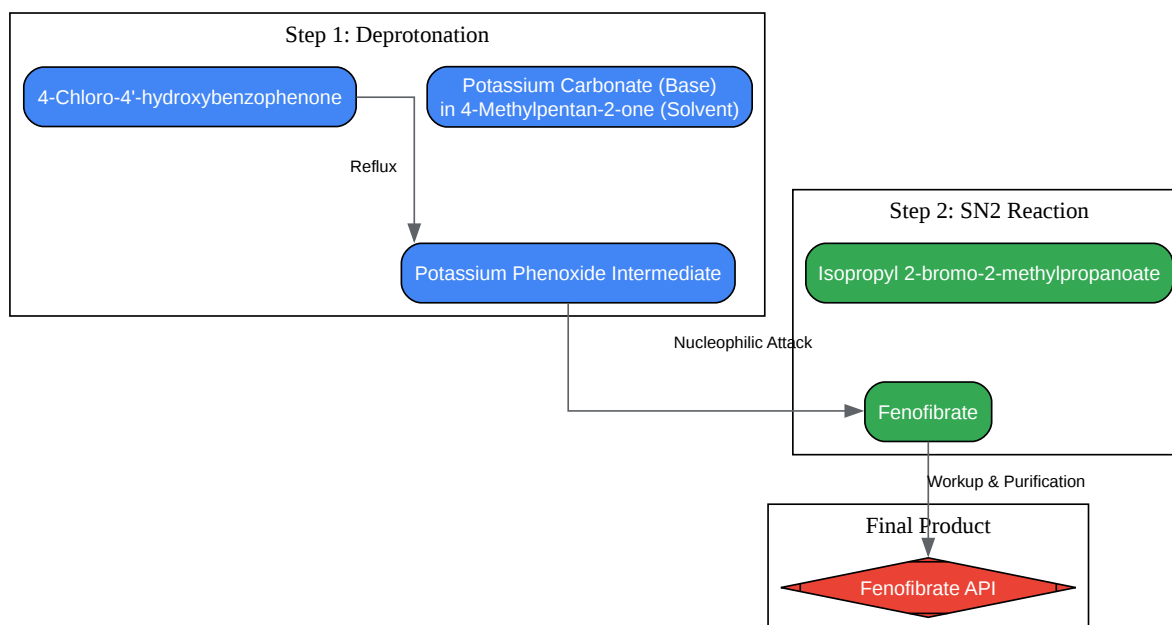 Step 1: Deprotonation
4-Chloro-4'-hydroxybenzophenone
Potassium Carbonate (Base)
in 4-Methylpentan-2-one (Solvent)
Reflux
Potassium Phenoxide Intermediate
Step 2: SN2 Reaction
Isopropyl 2-bromo-2-methylpropanoate
Nucleophilic Attack
Fenofibrate
Workup & Purification
Final Product
Fenofibrate API